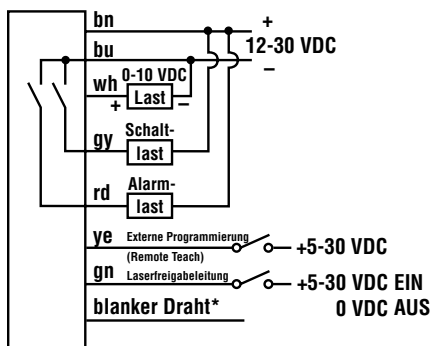 bn +
12-30 VDC
bu –
wh 0-10 VDC
+ Last –
gy Schalt-
last
rd Alarm-
last
ye Externe Programmierung
(Remote Teach) +5-30 VDC
gn Laserfreigabeleitung +5-30 VDC EIN
0 VDC AUS
blanker Draht*